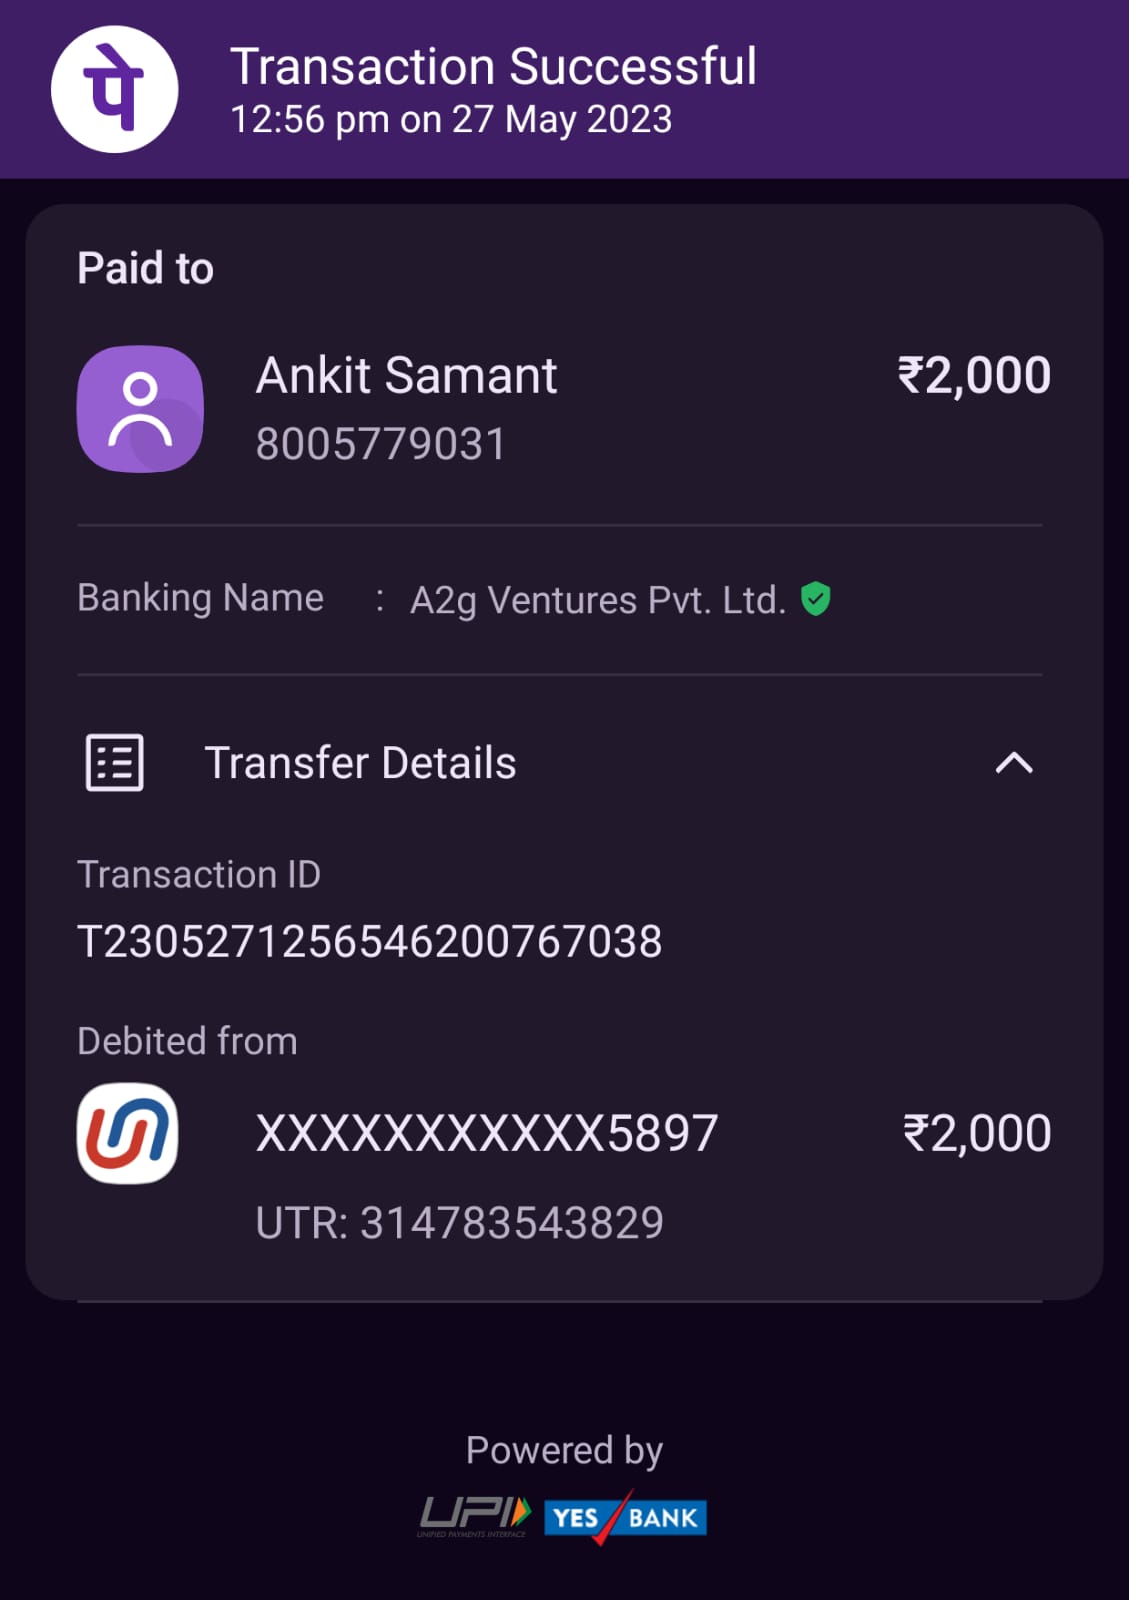 पे
Transaction Successful
12:56 pm on 27 May 2023
Paid to
Ankit Samant
₹2,000
8005779031
Banking Name : A2g Ventures Pvt. Ltd.
Transfer Details
Transaction ID
T2305271256546200767038
Debited from
XXXXXXXXXXX5897
₹2,000
UTR: 314783543829
Powered by
UPI
UNIFIED PAYMENTS INTERFACE
YES BANK